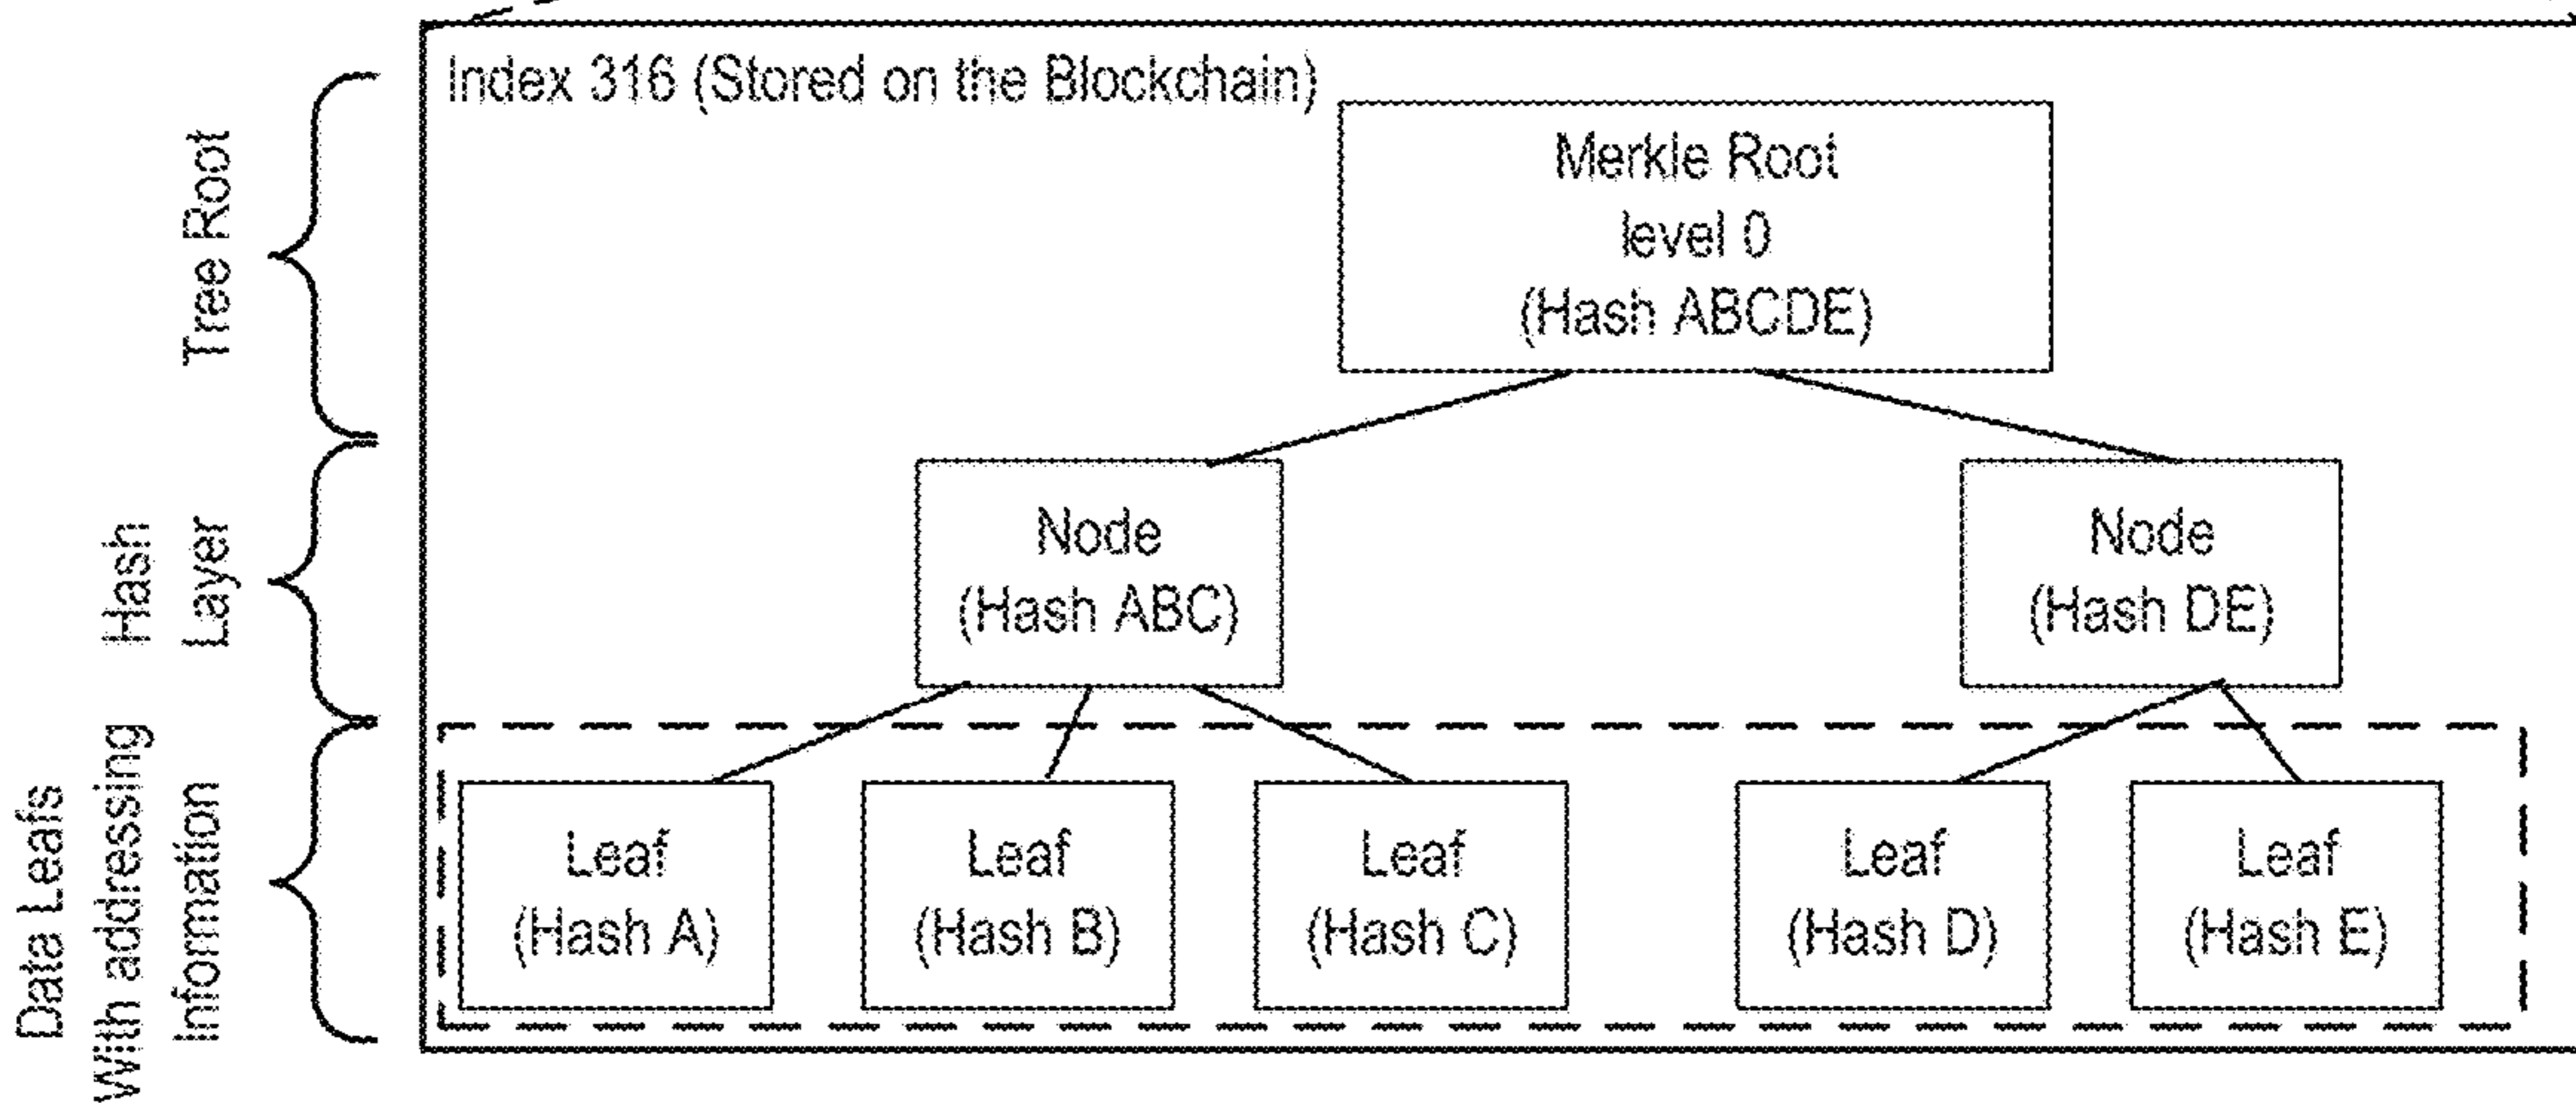 Index 316 (Stored on the Blockchain)
Tree Root
Merkle Root
level 0
(Hash ABCDE)
Hash
Layer
Node
(Hash ABC)
Node
(Hash DE)
Data Leafs
With addressing
Information
Leaf
(Hash A)
Leaf
(Hash B)
Leaf
(Hash C)
Leaf
(Hash D)
Leaf
(Hash E)